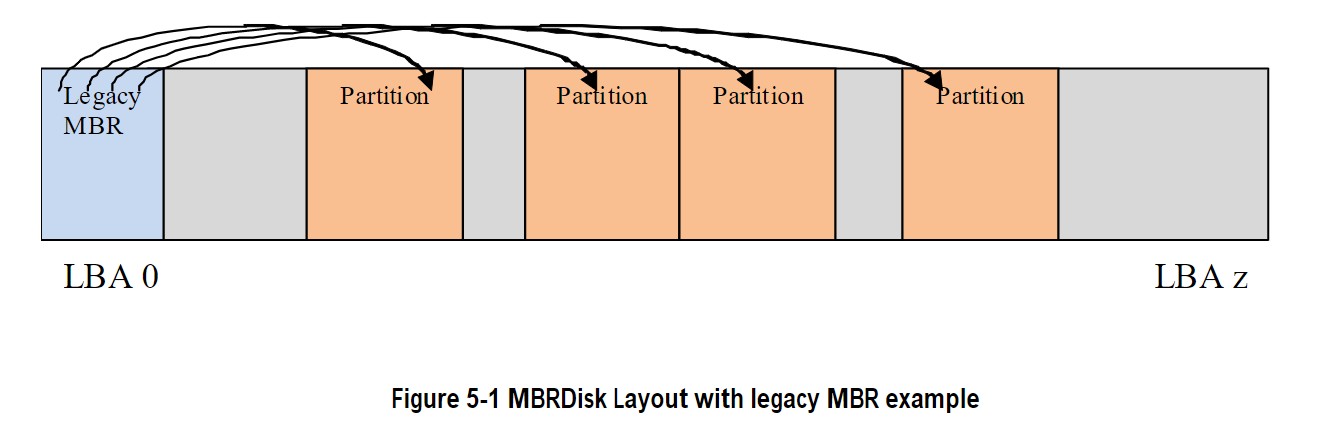 Legacy
MBR
Partition
Partition
Partition
Partition
LBA 0
LBA z
Figure 5-1 MBRDisk Layout with legacy MBR example